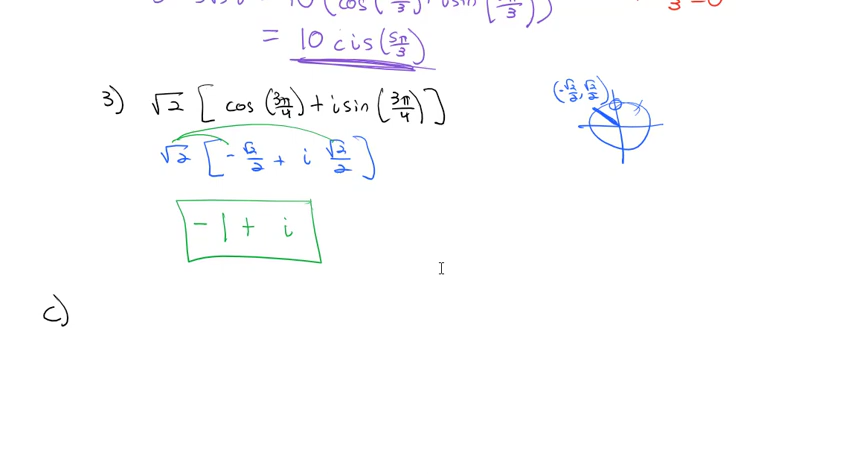 = 10 cis(5π/3)
3) √2 [ cos (3π/4) + i sin (3π/4) ]
(-√2/2, √2/2)
√2 [ -√2/2 + i √2/2 ]
-1 + i
c)